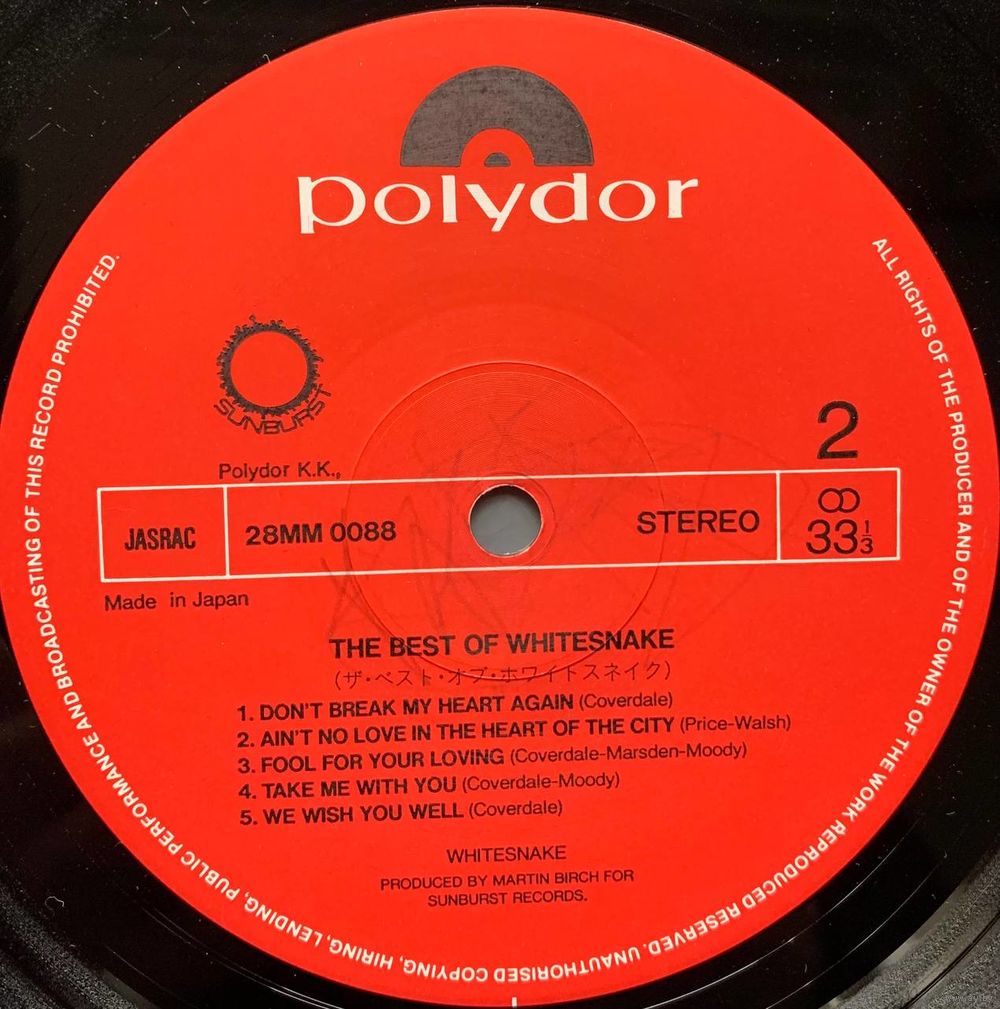 polydor
SUNBURST
2
Polydor K.K.,
JASRAC
28MM 0088
STEREO
33 1/3
Made in Japan
THE BEST OF WHITESNAKE
(ザ・ベスト・オブ・ホワイトスネイク)
1. DON'T BREAK MY HEART AGAIN (Coverdale)
2. AIN'T NO LOVE IN THE HEART OF THE CITY (Price-Walsh)
3. FOOL FOR YOUR LOVING (Coverdale-Marsden-Moody)
4. TAKE ME WITH YOU (Coverdale-Moody)
5. WE WISH YOU WELL (Coverdale)
WHITESNAKE
PRODUCED BY MARTIN BIRCH FOR
SUNBURST RECORDS.
ALL RIGHTS OF THE PRODUCER AND OF THE OWNER OF THE WORK REPRODUCED RESERVED. UNAUTHORISED COPYING, HIRING, LENDING, PUBLIC PERFORMANCE AND BROADCASTING OF THIS RECORD PROHIBITED.